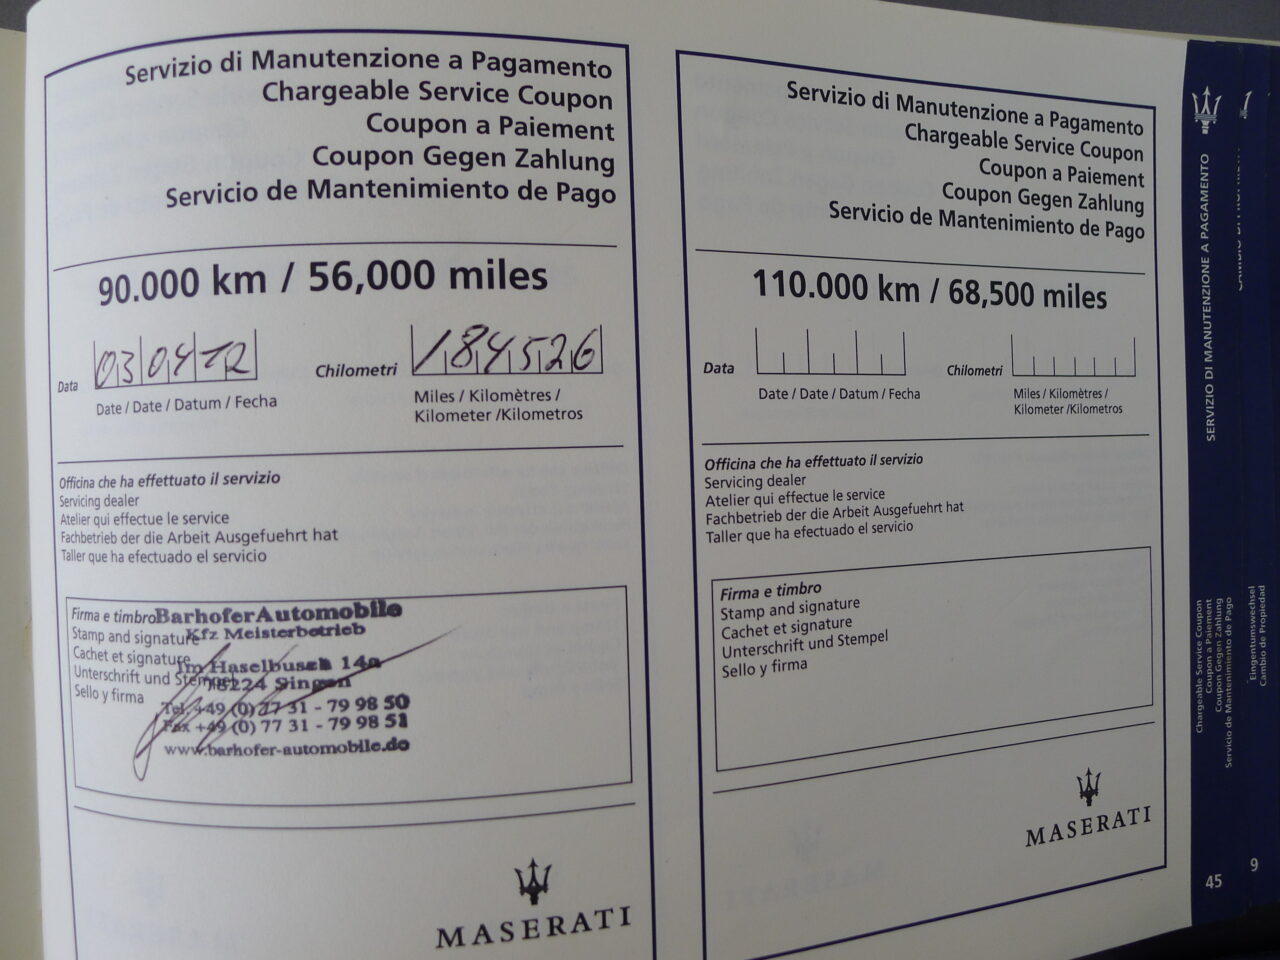 Servizio di Manutenzione a Pagamento
Chargeable Service Coupon
Coupon a Paiement
Coupon Gegen Zahlung
Servicio de Mantenimiento de Pago
90.000 km / 56,000 miles
Data 03 04 12 Chilometri 184526
Date / Date / Datum / Fecha
Miles / Kilomètres /
Kilometer /Kilometros
Officina che ha effettuato il servizio
Servicing dealer
Atelier qui effectue le service
Fachbetrieb der die Arbeit Ausgefuehrt hat
Taller que ha efectuado el servicio
Firma e timbro
Stamp and signature
Cachet et signature
Unterschrift und Stempel
Sello y firma
Barhofer Automobile
Kfz Meisterbetrieb
Im Haselbusch 14a
78224 Singen
Tel. +49 (0) 77 31 - 79 98 50
Fax +49 (0) 77 31 - 79 98 51
www.barhofer-automobile.de
MASERATI
Servizio di Manutenzione a Pagamento
Chargeable Service Coupon
Coupon a Paiement
Coupon Gegen Zahlung
Servicio de Mantenimiento de Pago
110.000 km / 68,500 miles
Data Chilometri
Date / Date / Datum / Fecha
Miles / Kilomètres /
Kilometer /Kilometros
Officina che ha effettuato il servizio
Servicing dealer
Atelier qui effectue le service
Fachbetrieb der die Arbeit Ausgefuehrt hat
Taller que ha efectuado el servicio
Firma e timbro
Stamp and signature
Cachet et signature
Unterschrift und Stempel
Sello y firma
MASERATI
SERVIZIO DI MANUTENZIONE A PAGAMENTO
Chargeable Service Coupon
Coupon a Paiement
Coupon Gegen Zahlung
Servicio de Mantenimiento de Pago
45
Eingentumswechsel
Cambio de Propiedad
9